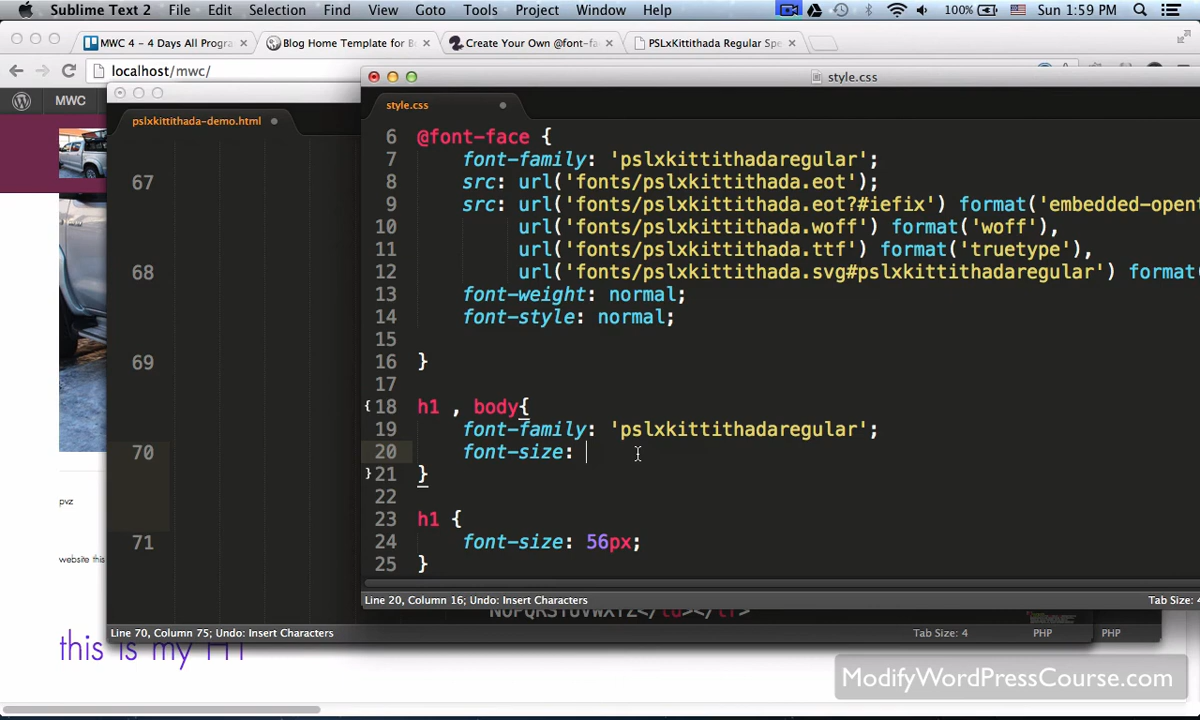 Sublime Text 2 File Edit Selection Find View Goto Tools Project Window Help 100% Sun 1:59 PM
MWC 4 – 4 Days All Progra × Blog Home Template for Bo × Create Your Own @font-fa × PSLxKittithada Regular Spe ×
localhost/mwc/
style.css
MWC
style.css
pslxkittithada-demo.html
6 @font-face {
7 font-family: 'pslxkittithadaregular';
8 src: url('fonts/pslxkittithada.eot');
9 src: url('fonts/pslxkittithada.eot?#iefix') format('embedded-opent
10 url('fonts/pslxkittithada.woff') format('woff'),
11 url('fonts/pslxkittithada.ttf') format('truetype'),
12 url('fonts/pslxkittithada.svg#pslxkittithadaregular') format(
13 font-weight: normal;
14 font-style: normal;
15
16 }
17
18 h1 , body{
19 font-family: 'pslxkittithadaregular';
20 font-size:
21 }
22
23 h1 {
24 font-size: 56px;
25 }
67
68
69
70
71
pvz
website this
this is my H1
Line 20, Column 16; Undo: Insert Characters
Tab Size: 4
NOPQRSTUVWXYZ</td></tr>
Line 70, Column 75; Undo: Insert Characters
Tab Size: 4 PHP PHP
ModifyWordPressCourse.com